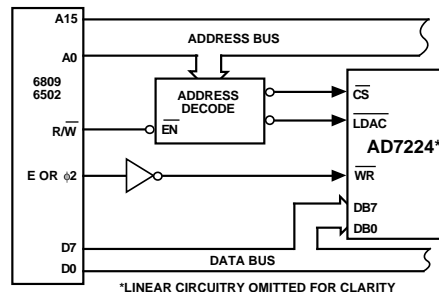 A15
ADDRESS BUS
A0
6809
6502
ADDRESS
DECODE
CS
R/W
EN
LDAC
AD7224*
E OR ϕ2
WR
DB7
DB0
D7
DATA BUS
D0
*LINEAR CIRCUITRY OMITTED FOR CLARITY